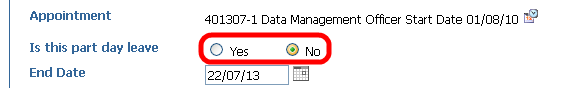 Appointment 401307-1 Data Management Officer Start Date 01/08/10
Is this part day leave Yes No
End Date 22/07/13